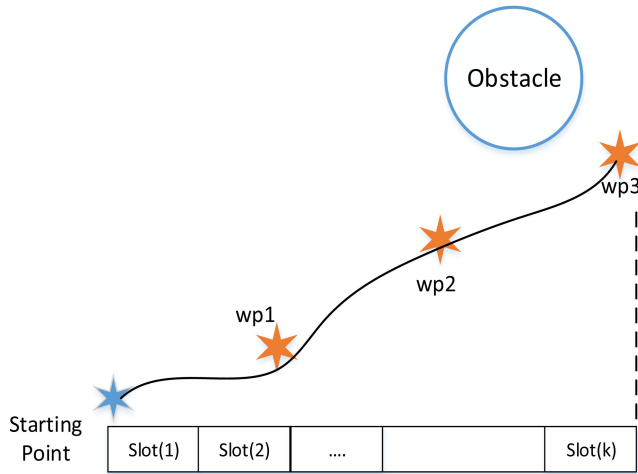 Obstacle
wp3
wp2
wp1
Starting
Point
Slot(1) Slot(2) .... Slot(k)